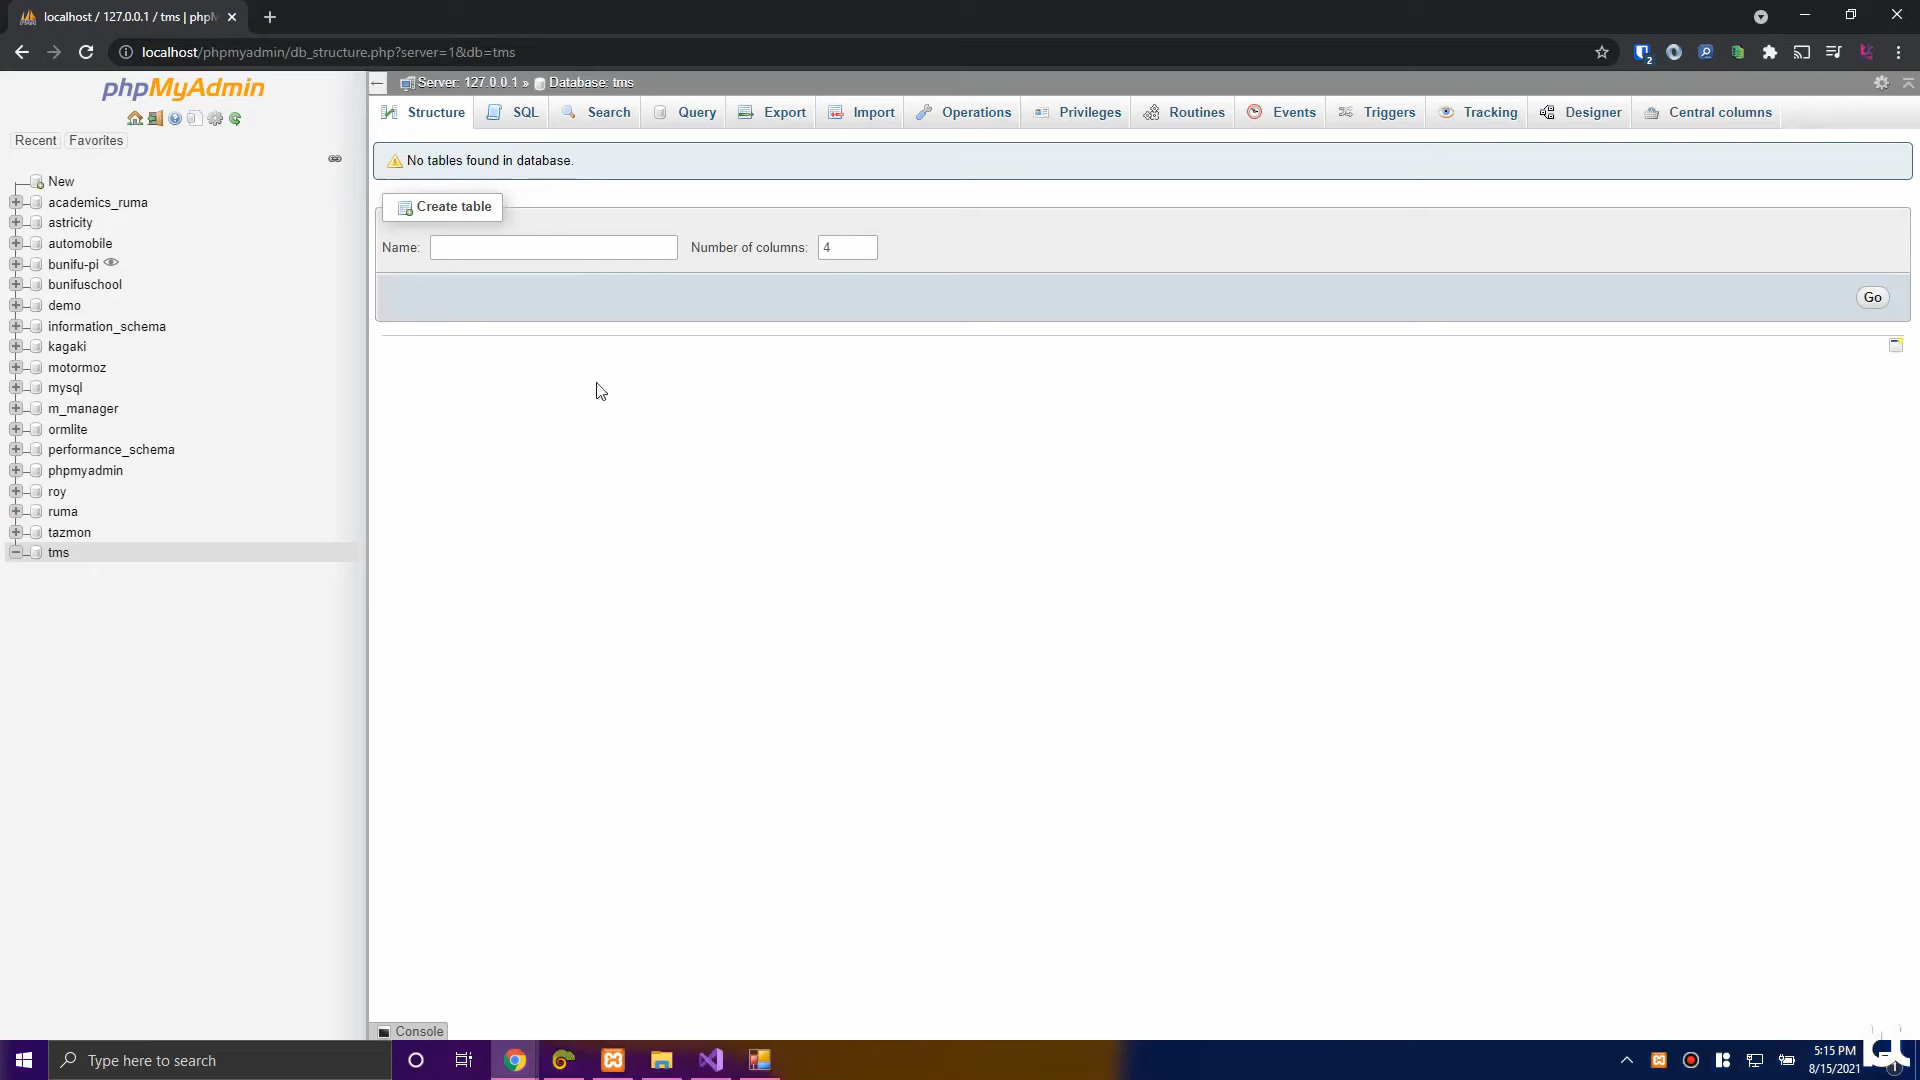 localhost / 127.0.0.1 / tms | phpM
localhost/phpmyadmin/db_structure.php?server=1&db=tms
2
phpMyAdmin
Recent
Favorites
New
academics_ruma
astricity
automobile
bunifu-pi
bunifuschool
demo
information_schema
kagaki
motormoz
mysql
m_manager
ormlite
performance_schema
phpmyadmin
roy
ruma
tazmon
tms
Server: 127.0.0.1 » Database: tms
Structure
SQL
Search
Query
Export
Import
Operations
Privileges
Routines
Events
Triggers
Tracking
Designer
Central columns
No tables found in database.
Create table
Name:
Number of columns: 4
Go
Console
Type here to search
5:15 PM
8/15/2021